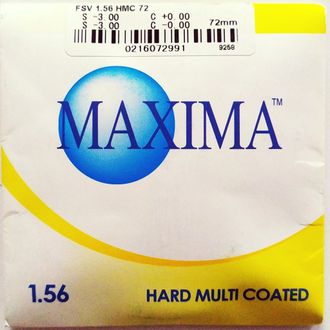 FSV 1.56 HMC 72
S -3.00 C +0.00
S -3.00 C -0.00 72mm
0216072991 9258
MAXIMA™
1.56 HARD MULTI COATED